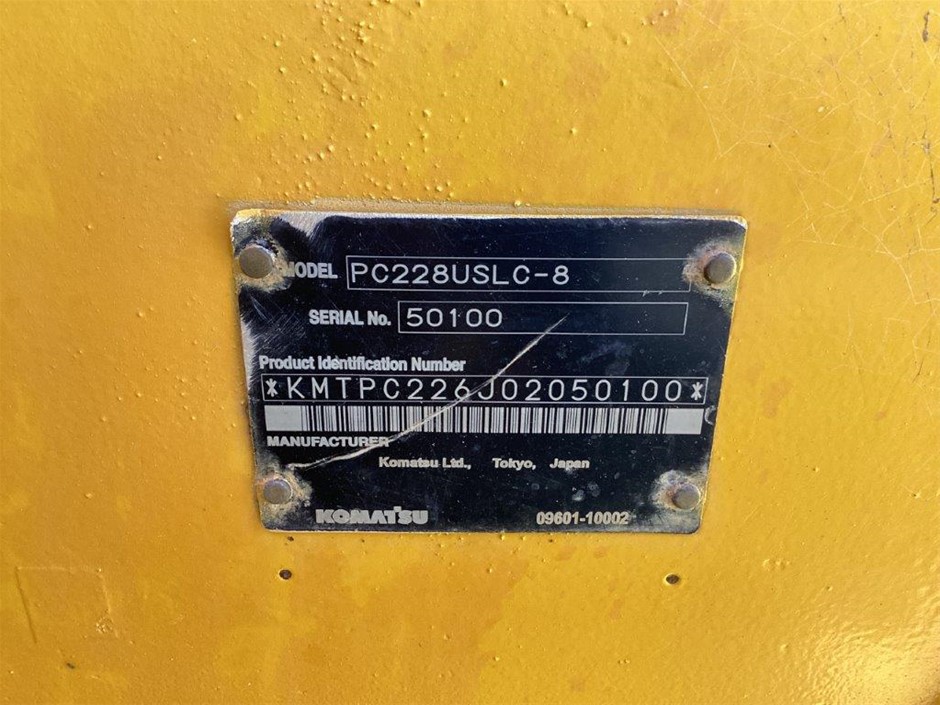 MODEL PC228USLC-8
SERIAL No. 50100
Product Identification Number
*KMTPC226J02050100*
MANUFACTURER
Komatsu Ltd., Tokyo, Japan
KOMATSU 09601-10002